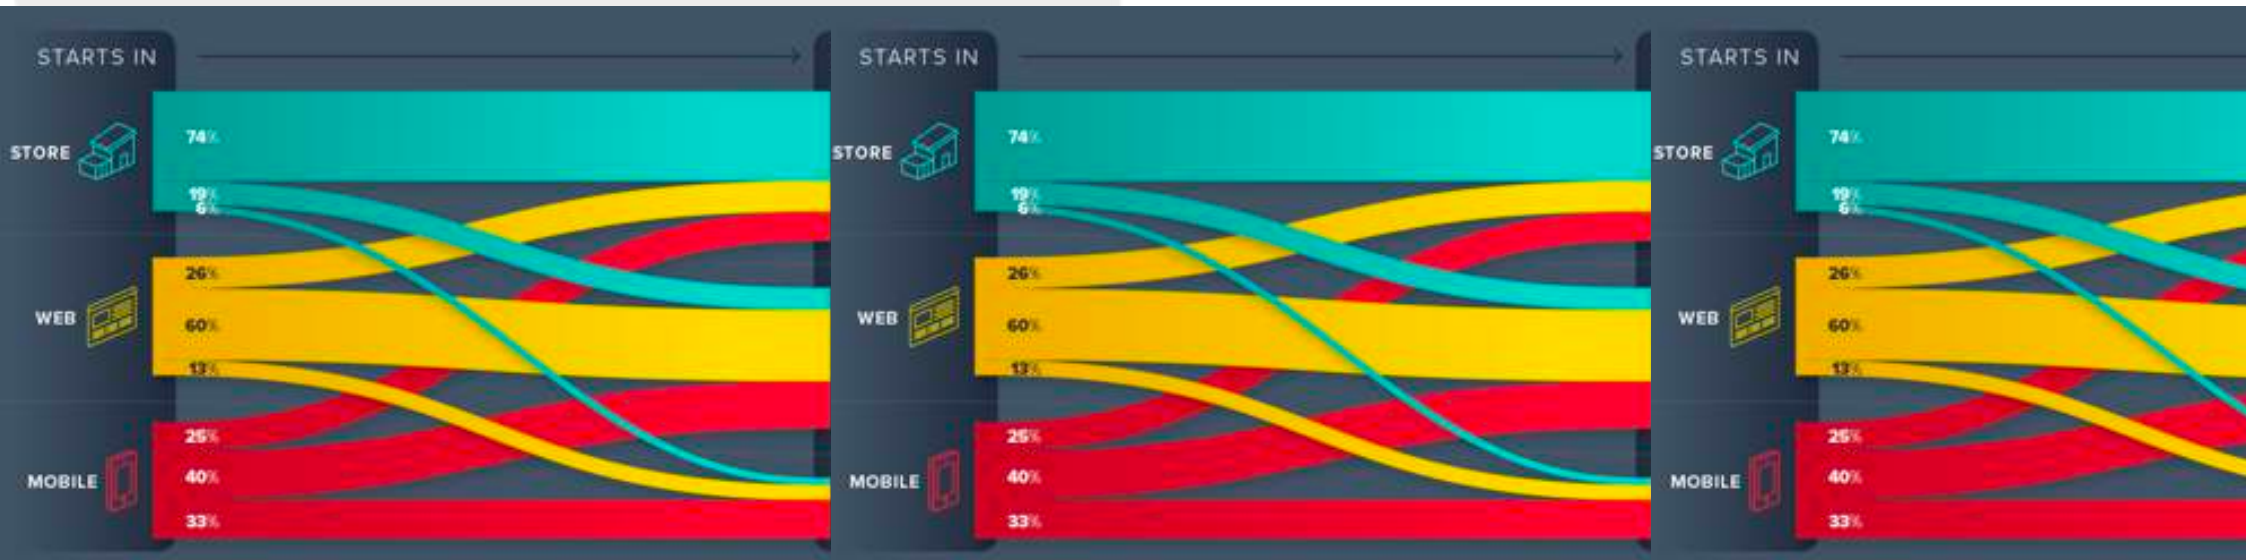 STARTS IN STARTS IN STARTS IN
74% 74% 74%
STORE STORE STORE
19% 19% 19%
6% 6% 6%
26% 26% 26%
WEB WEB WEB
60% 60% 60%
13% 13% 13%
25% 25% 25%
40% 40% 40%
MOBILE MOBILE MOBILE
33% 33% 33%